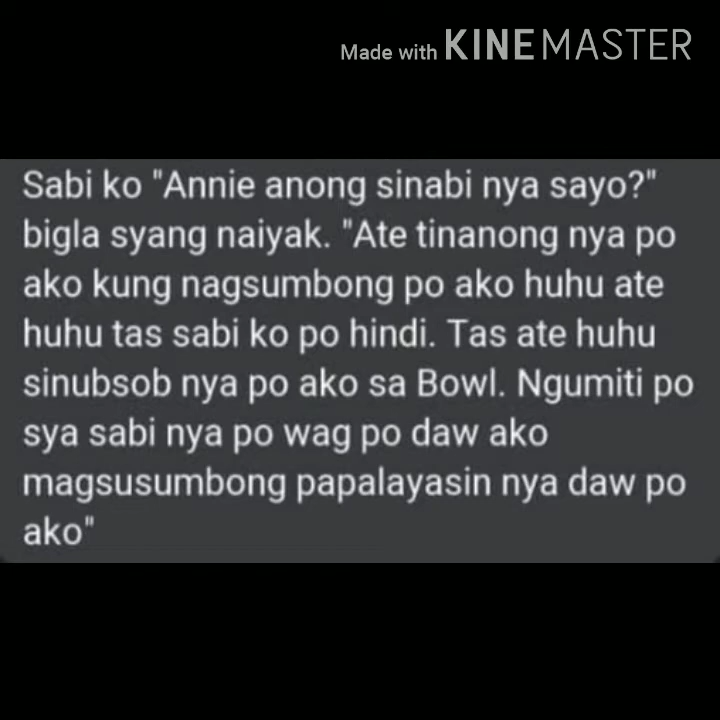 Made with KINEMASTER
Sabi ko "Annie anong sinabi nya sayo?"
bigla syang naiyak. "Ate tinanong nya po
ako kung nagsumbong po ako huhu ate
huhu tas sabi ko po hindi. Tas ate huhu
sinubsob nya po ako sa Bowl. Ngumiti po
sya sabi nya po wag po daw ako
magsusumbong papalayasin nya daw po
ako"